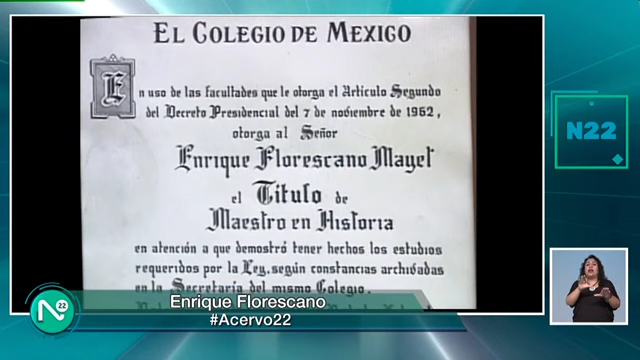 EL COLEGIO DE MEXICO
En uso de las facultades que le otorga el Artículo Segundo
del Decreto Presidencial del 7 de noviembre de 1962,
otorga al Señor
Enrique Florescano Mayet
el Título de
Maestro en Historia
en atención a que demostró tener hechos los estudios
requeridos por la Ley, según constancias archivadas
en la Secretaría del mismo Colegio.
N22
22
N
Enrique Florescano
#Acervo22